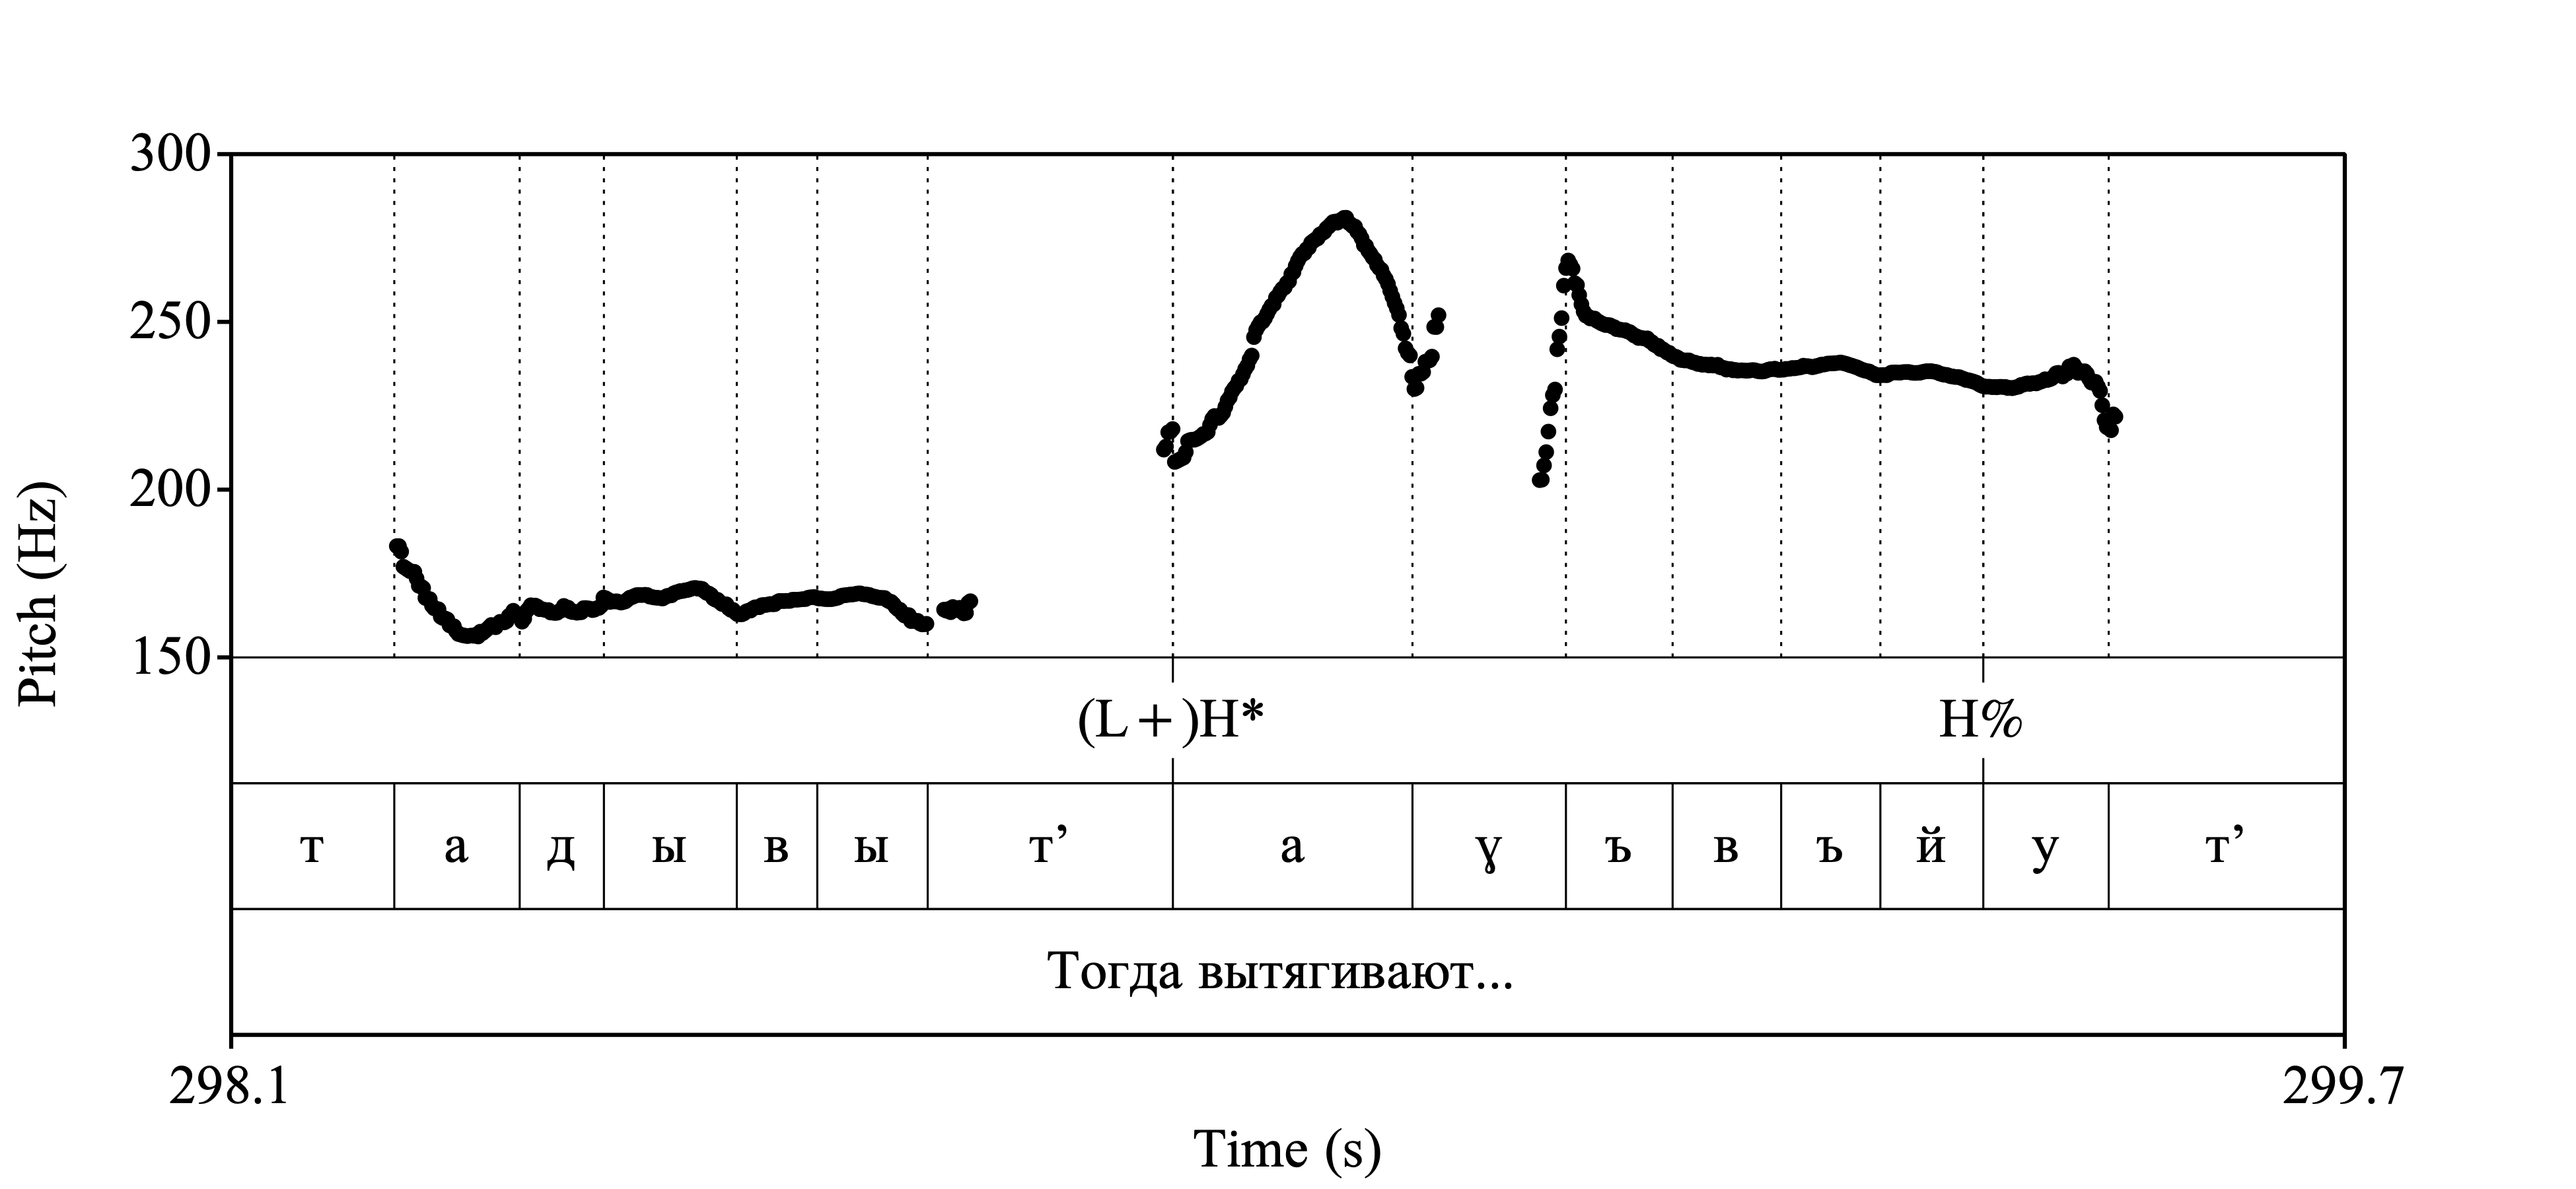 300
250
200
150
Pitch (Hz)
(L+)H* H%
т а д ы в ы т’ а ɣ ъ в ъ й у т’
Тогда вытягивают...
298.1 299.7
Time (s)